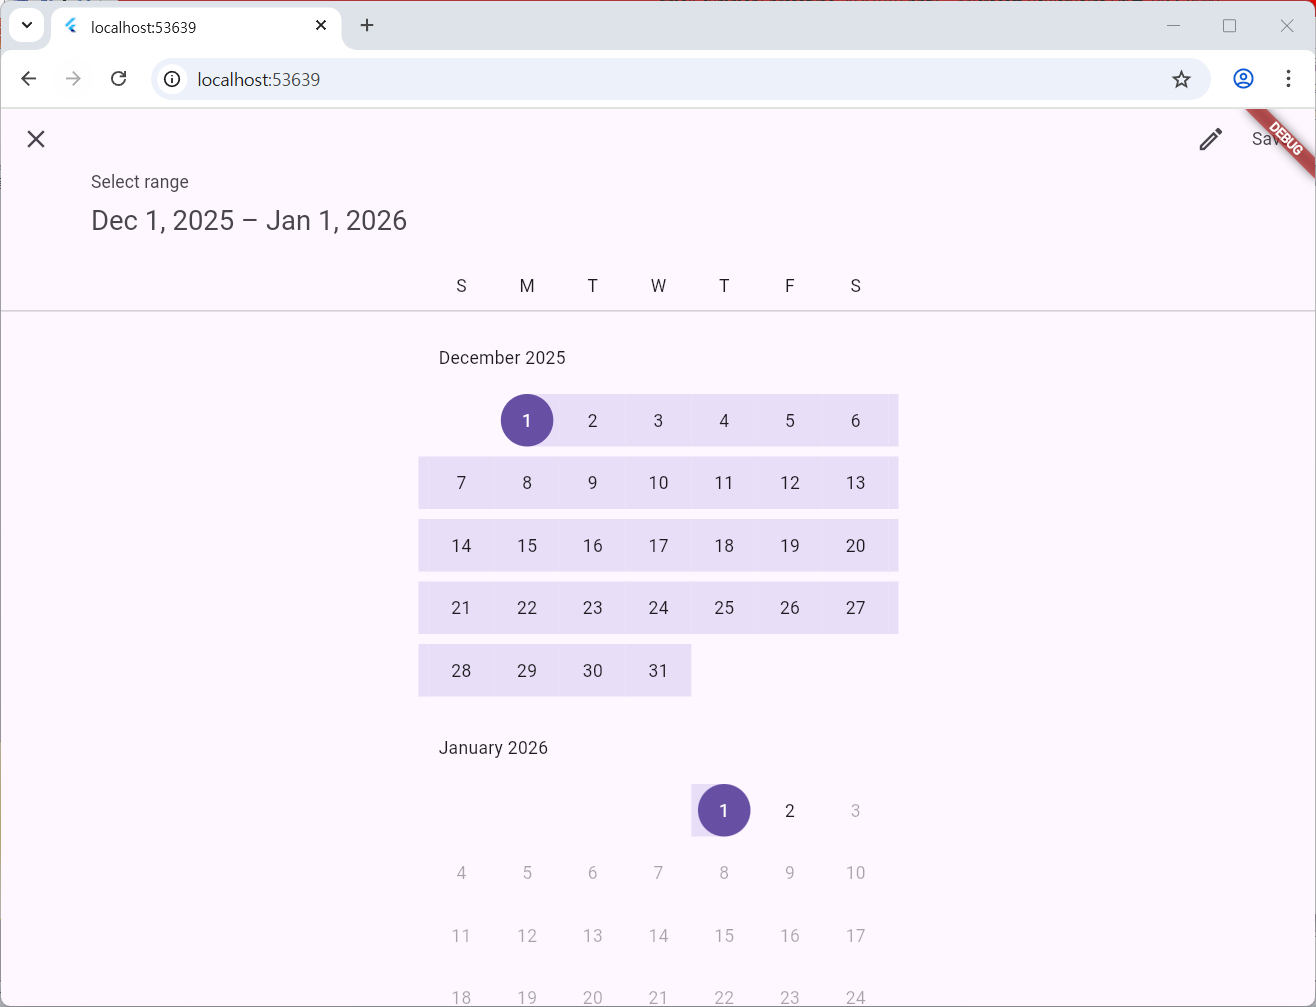 localhost:53639
localhost:53639
DEBUG
Select range
Dec 1, 2025 – Jan 1, 2026
S M T W T F S
December 2025
1 2 3 4 5 6
7 8 9 10 11 12 13
14 15 16 17 18 19 20
21 22 23 24 25 26 27
28 29 30 31
January 2026
1 2 3
4 5 6 7 8 9 10
11 12 13 14 15 16 17
18 19 20 21 22 23 24